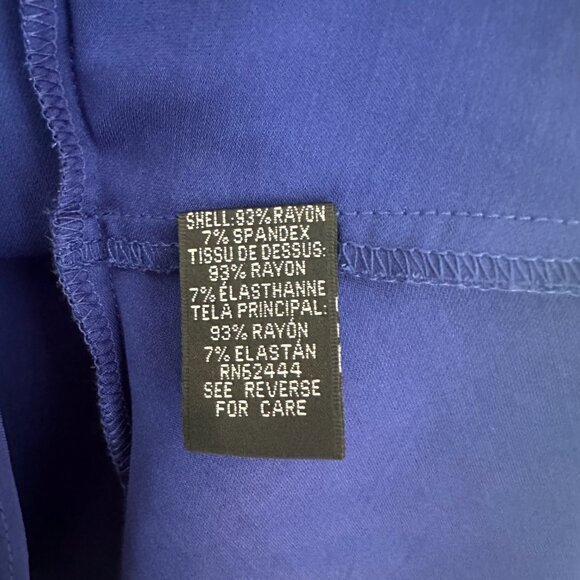 SHELL:93%RAYON
7% SPANDEX
TISSU DE DESSUS:
93% RAYON
7% ÉLASTHANNE
TELA PRINCIPAL:
93% RAYÓN
7% ELASTÁN
RN62444
SEE REVERSE
FOR CARE